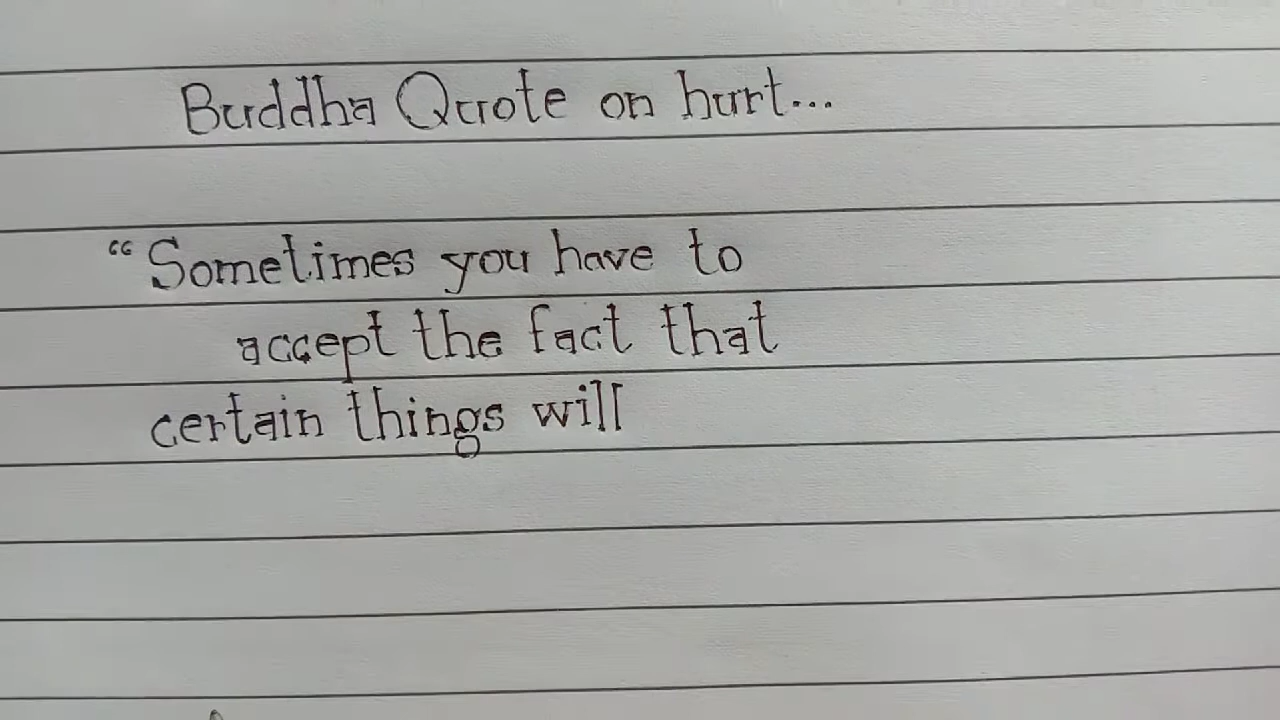 Buddha Quote on hurt...
“Sometimes you have to
accept the fact that
certain things will